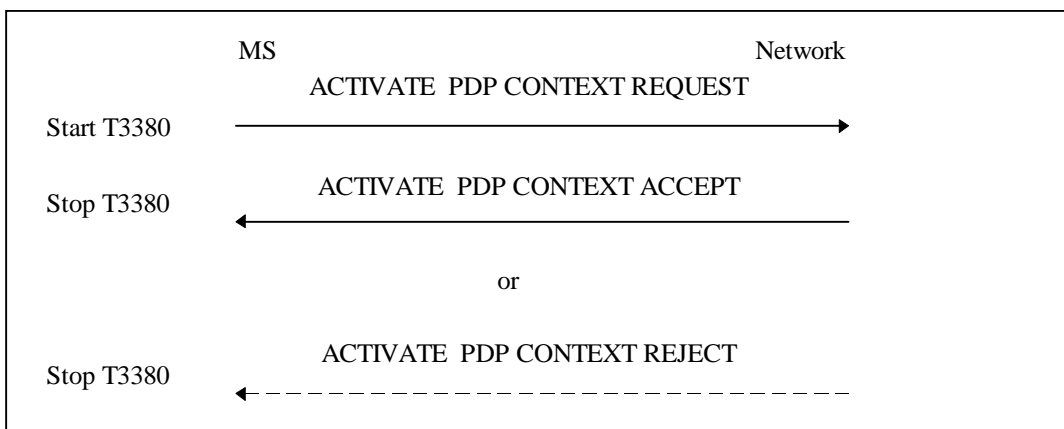 MS Network
ACTIVATE PDP CONTEXT REQUEST
Start T3380
ACTIVATE PDP CONTEXT ACCEPT
Stop T3380
or
ACTIVATE PDP CONTEXT REJECT
Stop T3380